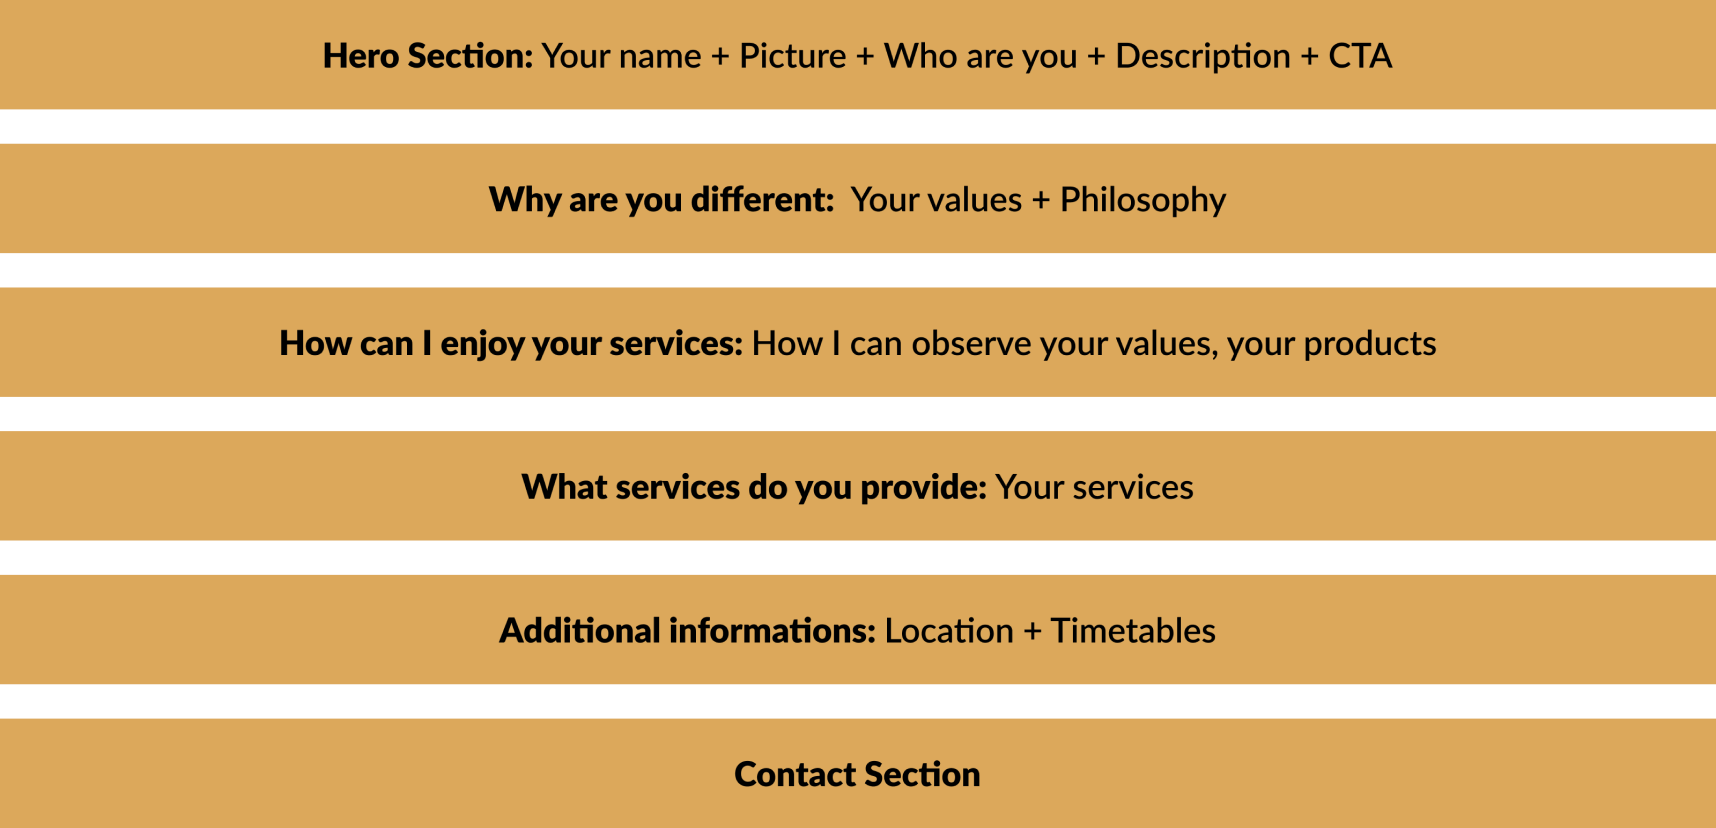 Hero Section: Your name + Picture + Who are you + Description + CTA
Why are you different:  Your values + Philosophy
How can I enjoy your services: How I can observe your values, your products
What services do you provide: Your services
Additional informations: Location + Timetables
Contact Section